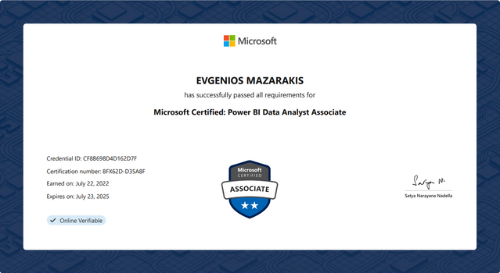 Microsoft
EVGENIOS MAZARAKIS
has successfully passed all requirements for
Microsoft Certified: Power BI Data Analyst Associate
Credential ID: CF8B698D4D162D7F
Certification number: 8FX62D-D35A8F
Earned on: July 22, 2022
Expires on: July 23, 2025
Online Verifiable
Microsoft
CERTIFIED
ASSOCIATE
Satya N.
Satya Narayana Nadella